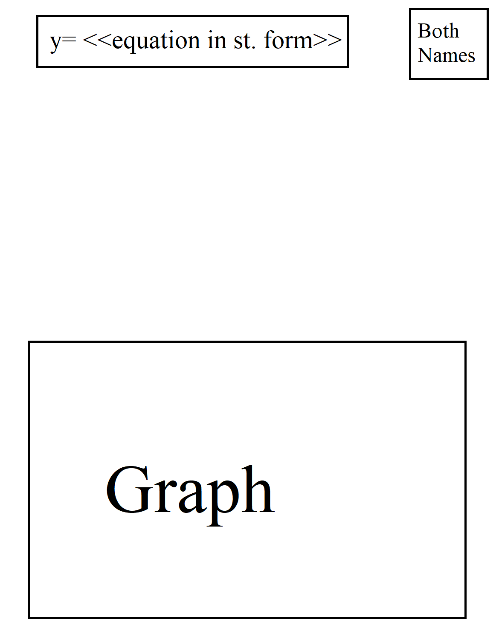 y= <<equation in st. form>>
Both
Names
Graph